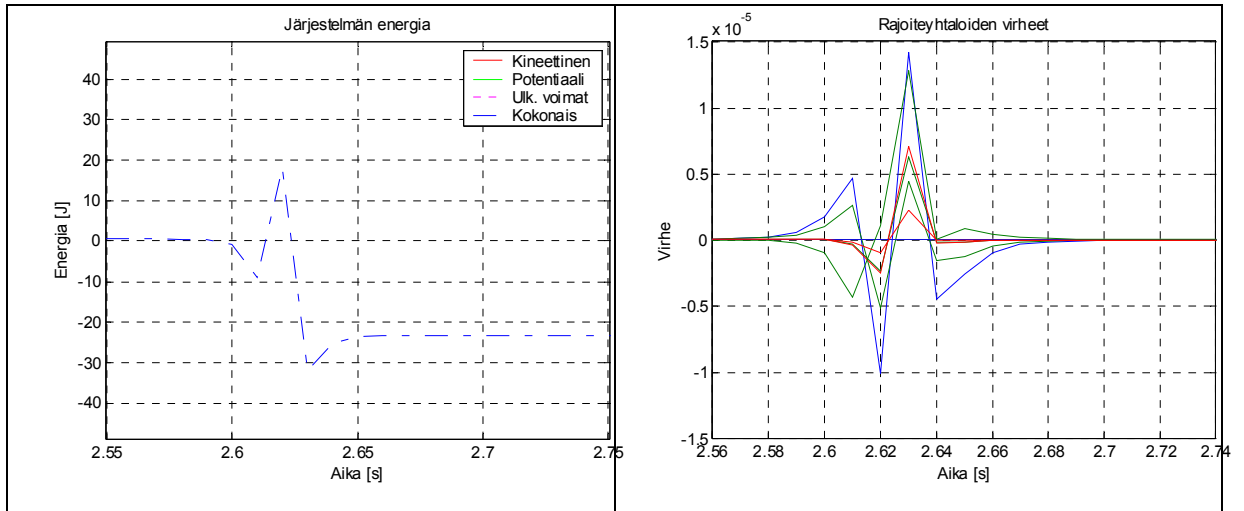 Järjestelmän energia
Kineettinen
Potentiaali
Ulk. voimat
Kokonais
40
30
20
10
0
-10
-20
-30
-40
2.55
2.6
2.65
2.7
2.75
Energia [J]
Aika [s]
x 10-5
Rajoiteyhtaloiden virheet
1.5
1
0.5
0
-0.5
-1
-1.5
2.56
2.58
2.6
2.62
2.64
2.66
2.68
2.7
2.72
2.74
Virhe
Aika [s]